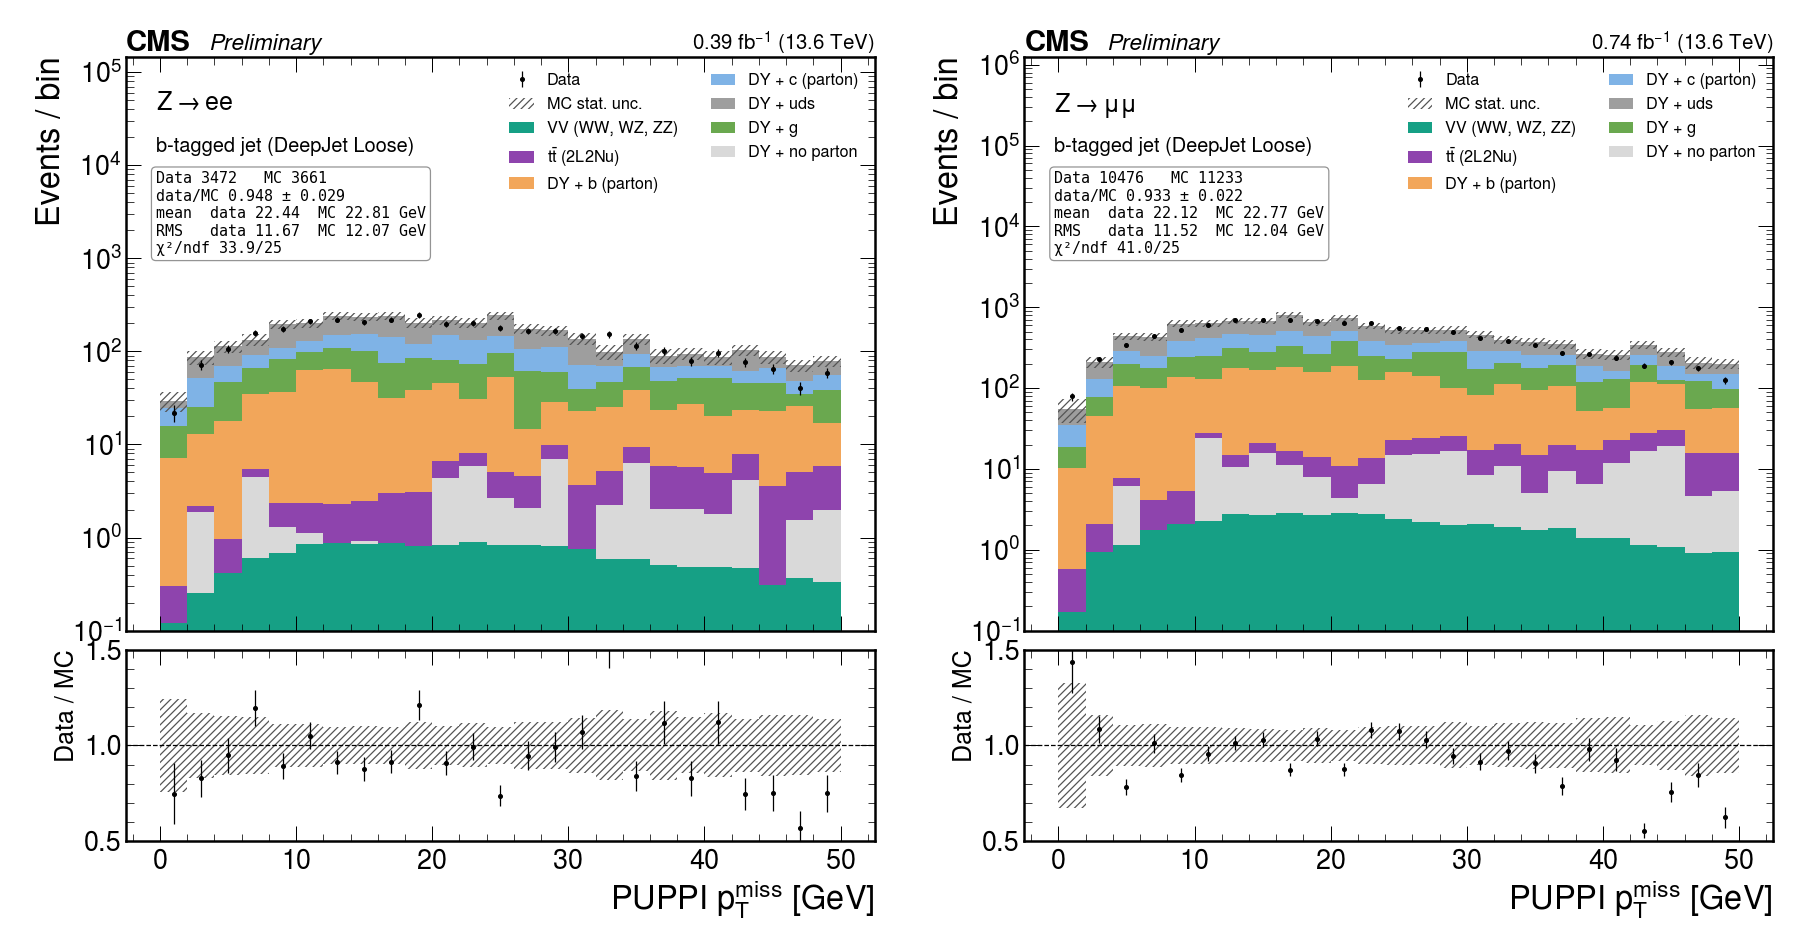 CMS Preliminary 0.39 fb⁻¹ (13.6 TeV)
Events / bin
10⁵
10⁴
10³
10²
10¹
10⁰
10⁻¹
Z → ee
b-tagged jet (DeepJet Loose)
Data 3472 MC 3661
data/MC 0.948 ± 0.029
mean data 22.44 MC 22.81 GeV
RMS data 11.67 MC 12.07 GeV
χ²/ndf 33.9/25
Data
MC stat. unc.
VV (WW, WZ, ZZ)
tt̄ (2L2Nu)
DY + b (parton)
DY + c (parton)
DY + uds
DY + g
DY + no parton
Data / MC
1.5
1.0
0.5
0 10 20 30 40 50
PUPPI p_T^miss [GeV]
CMS Preliminary 0.74 fb⁻¹ (13.6 TeV)
Events / bin
10⁶
10⁵
10⁴
10³
10²
10¹
10⁰
10⁻¹
Z → μμ
b-tagged jet (DeepJet Loose)
Data 10476 MC 11233
data/MC 0.933 ± 0.022
mean data 22.12 MC 22.77 GeV
RMS data 11.52 MC 12.04 GeV
χ²/ndf 41.0/25
Data
MC stat. unc.
VV (WW, WZ, ZZ)
tt̄ (2L2Nu)
DY + b (parton)
DY + c (parton)
DY + uds
DY + g
DY + no parton
Data / MC
1.5
1.0
0.5
0 10 20 30 40 50
PUPPI p_T^miss [GeV]